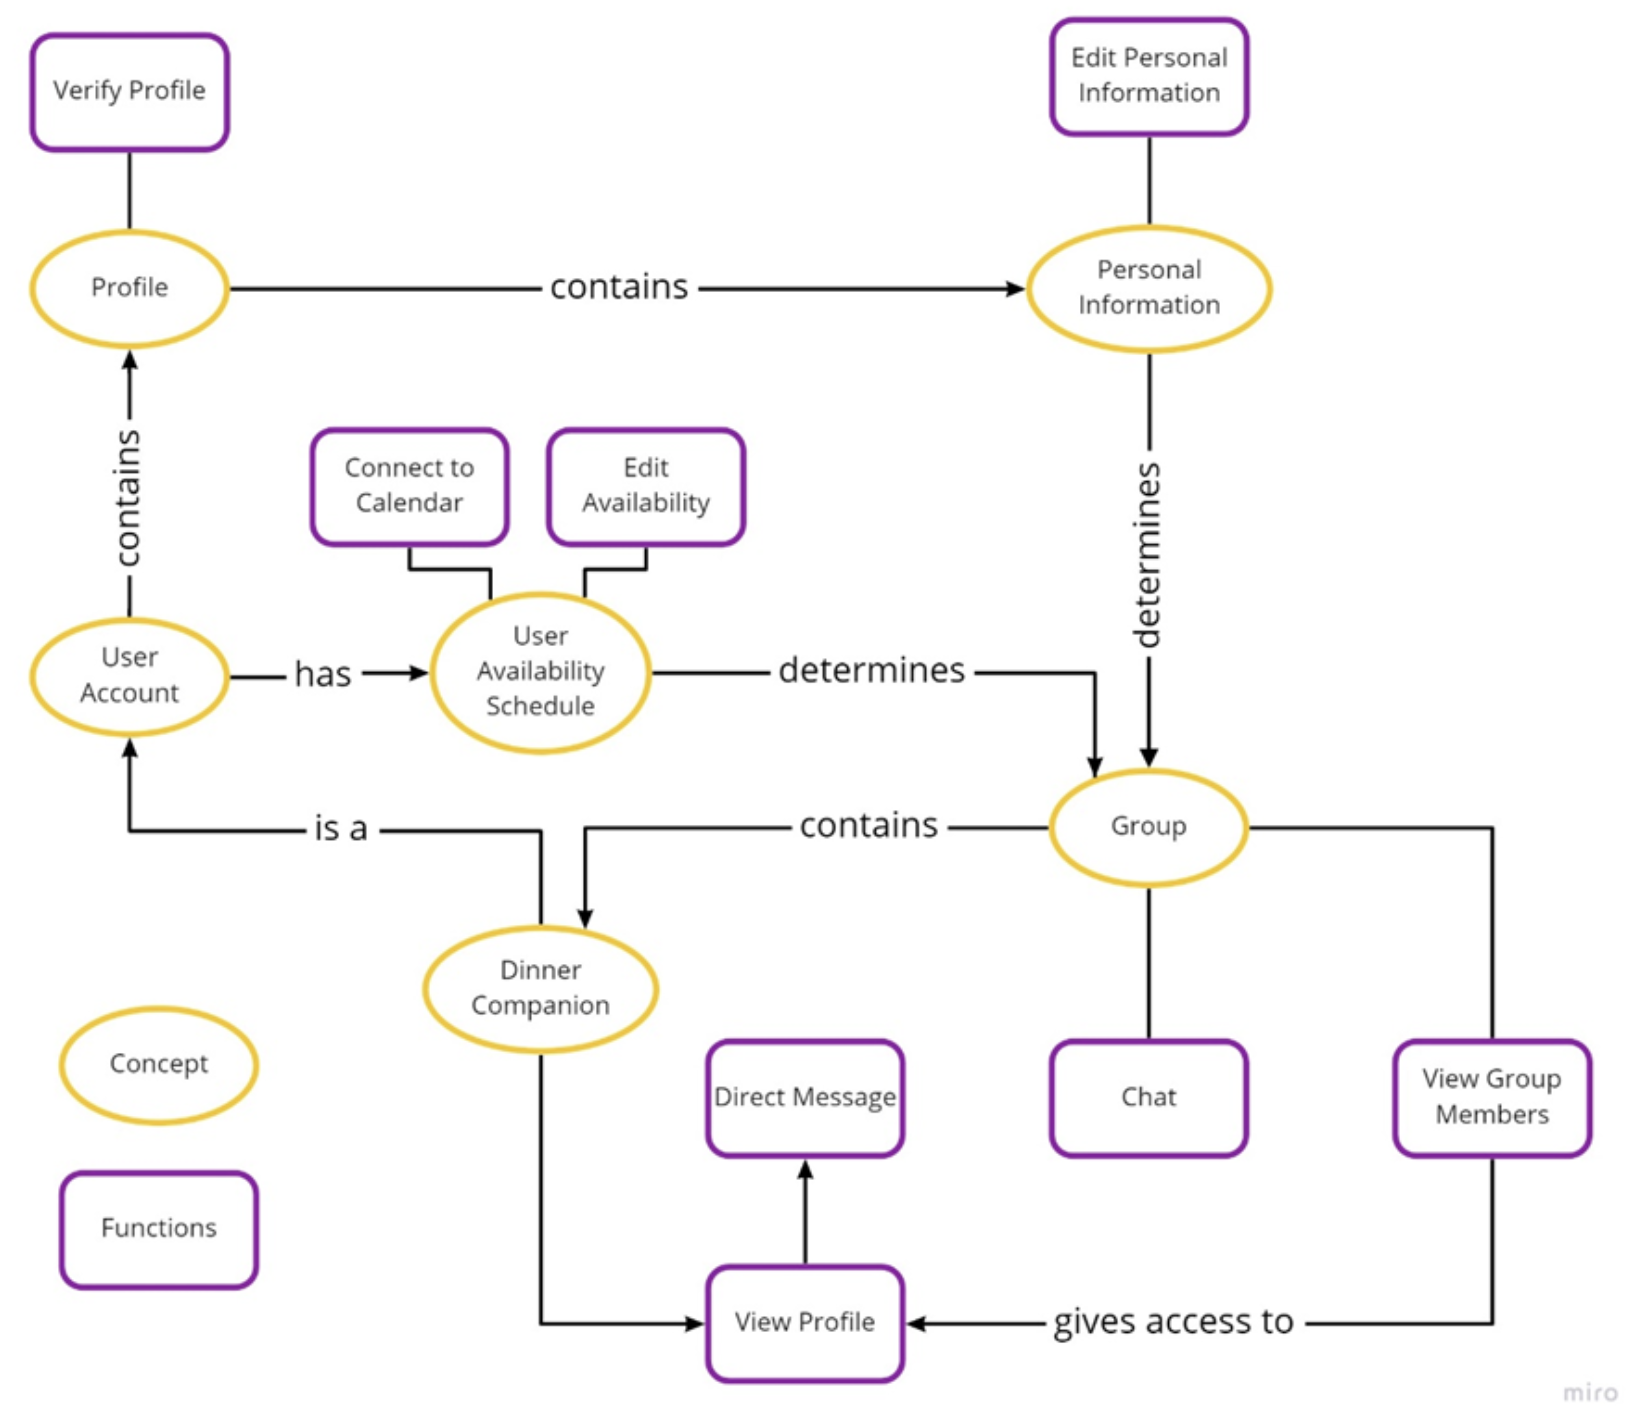 Verify Profile
Edit Personal
Information
Profile
contains
Personal
Information
contains
Connect to
Calendar
Edit
Availability
determines
User
Account
has
User
Availability
Schedule
determines
is a
contains
Group
Dinner
Companion
Concept
Direct Message
Chat
View Group
Members
Functions
View Profile
gives access to
miro